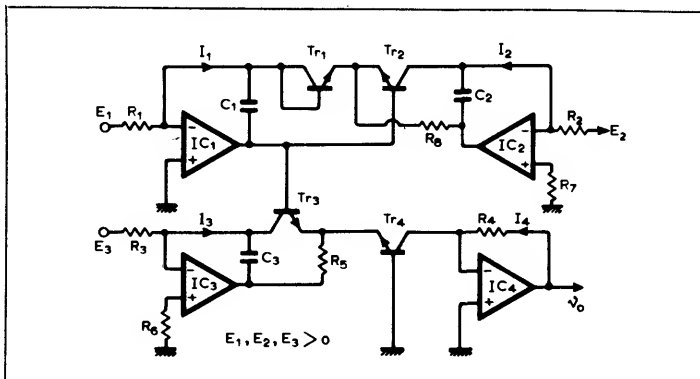 I1 Tr1 Tr2 I2
C1 C2
E1 R1 R2
IC1 R8 IC2 E2
R7
Tr3
I3 Tr4 R4 I4
E3 R3 C3
R5
IC3 IC4
R6 v0
E1, E2, E3 > 0